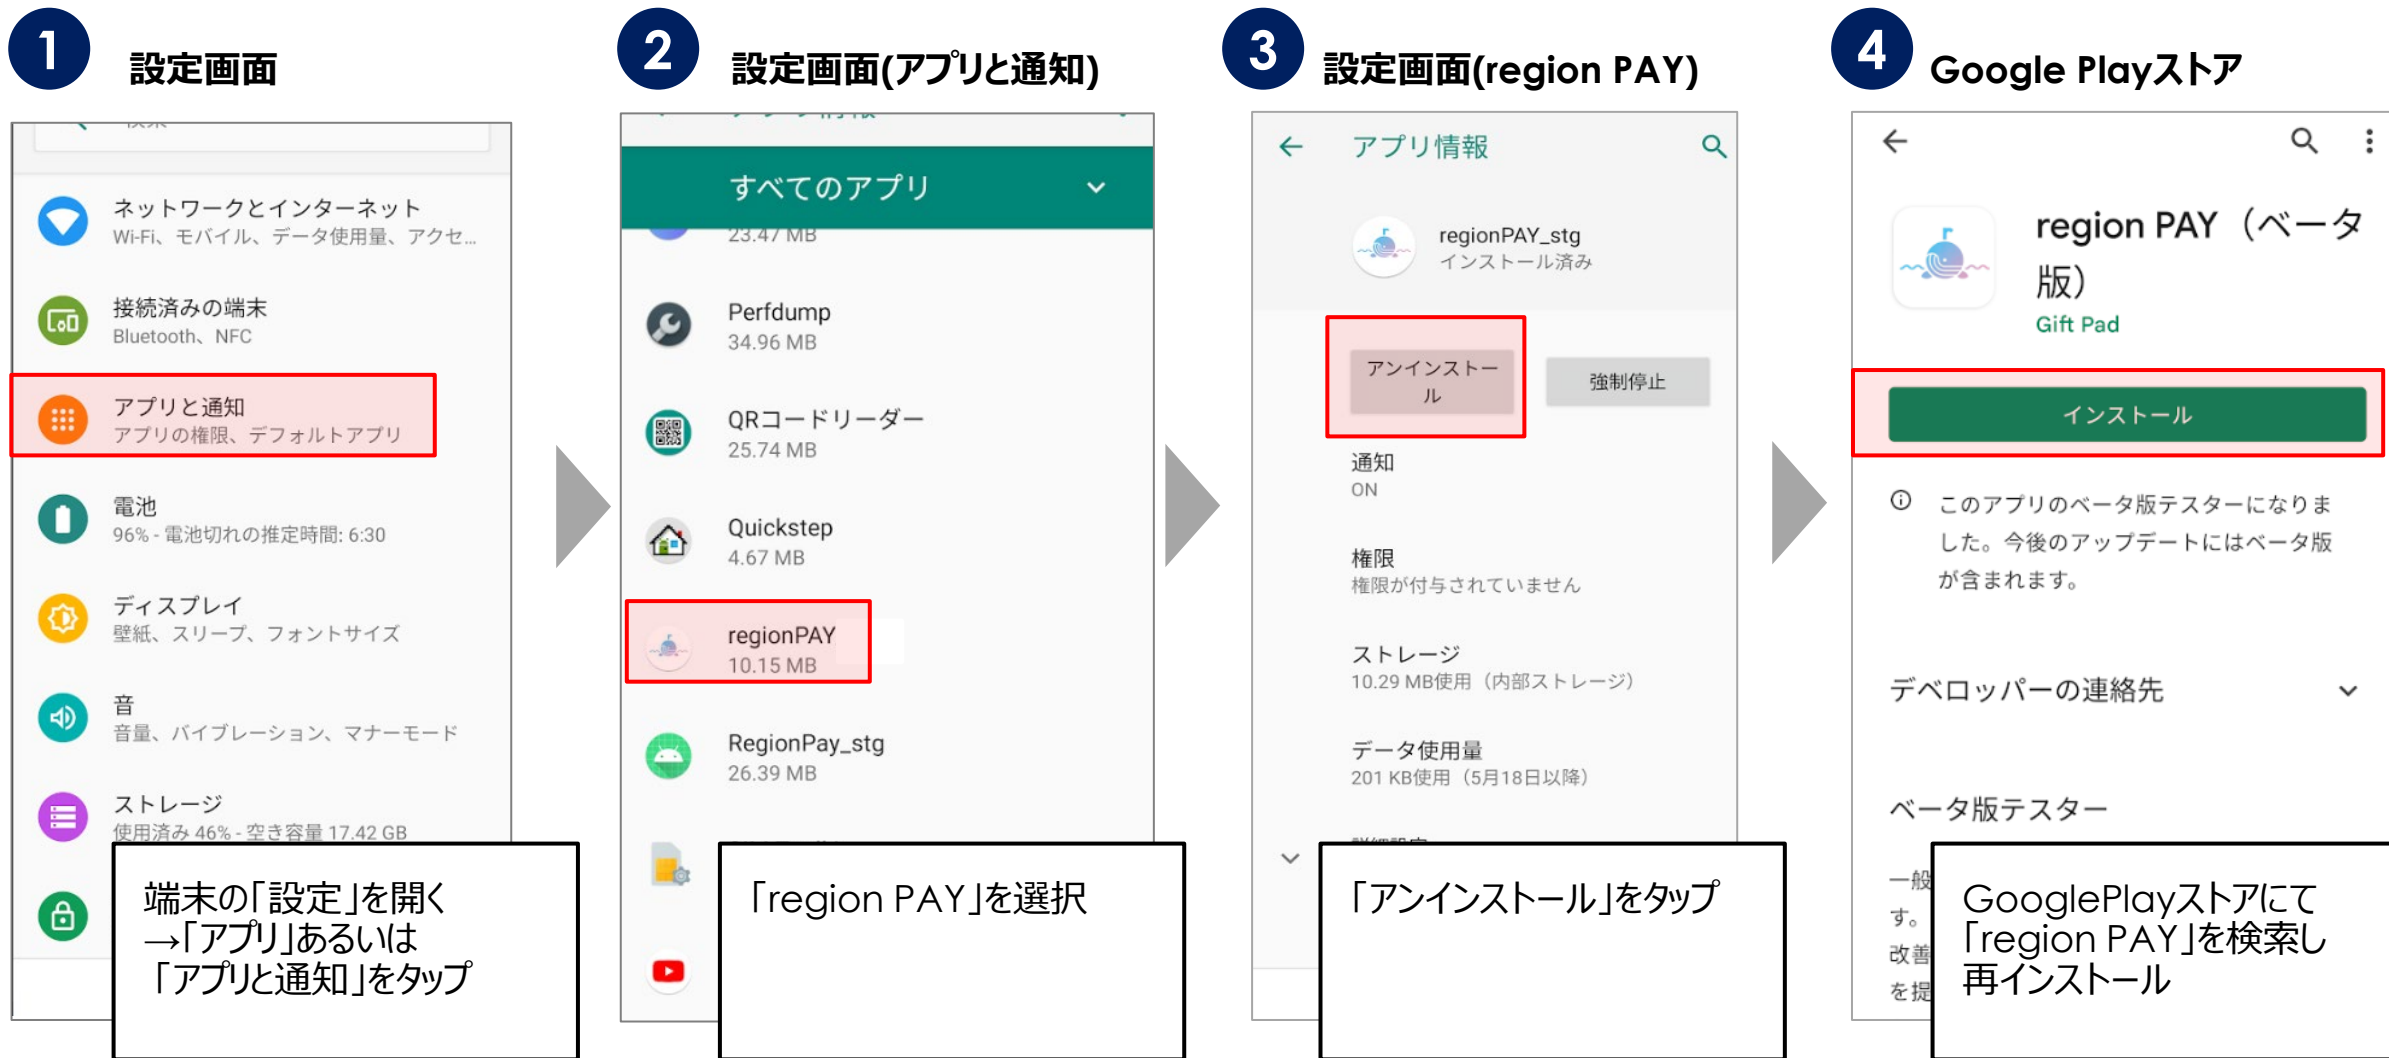 1
設定画面
ネットワークとインターネット
Wi-Fi、モバイル、データ使用量、アクセ...
接続済みの端末
Bluetooth、NFC
アプリと通知
アプリの権限、デフォルトアプリ
電池
96% - 電池切れの推定時間: 6:30
ディスプレイ
壁紙、スリープ、フォントサイズ
音
音量、バイブレーション、マナーモード
ストレージ
使用済み 46% - 空き容量 17.42 GB
端末の「設定」を開く
→「アプリ」あるいは
「アプリと通知」をタップ
2
設定画面(アプリと通知)
すべてのアプリ
23.47 MB
Perfdump
34.96 MB
QRコードリーダー
25.74 MB
Quickstep
4.67 MB
regionPAY
10.15 MB
RegionPay_stg
26.39 MB
「region PAY」を選択
3
設定画面(region PAY)
アプリ情報
regionPAY_stg
インストール済み
アンインストー
ル
強制停止
通知
ON
権限
権限が付与されていません
ストレージ
10.29 MB使用（内部ストレージ）
データ使用量
201 KB使用（5月18日以降）
「アンインストール」をタップ
4
Google Playストア
region PAY（ベータ
版）
Gift Pad
インストール
このアプリのベータ版テスターになりま
した。今後のアップデートにはベータ版
が含まれます。
デベロッパーの連絡先
ベータ版テスター
一般
す。
改善
を提
GooglePlayストアにて
「region PAY」を検索し
再インストール